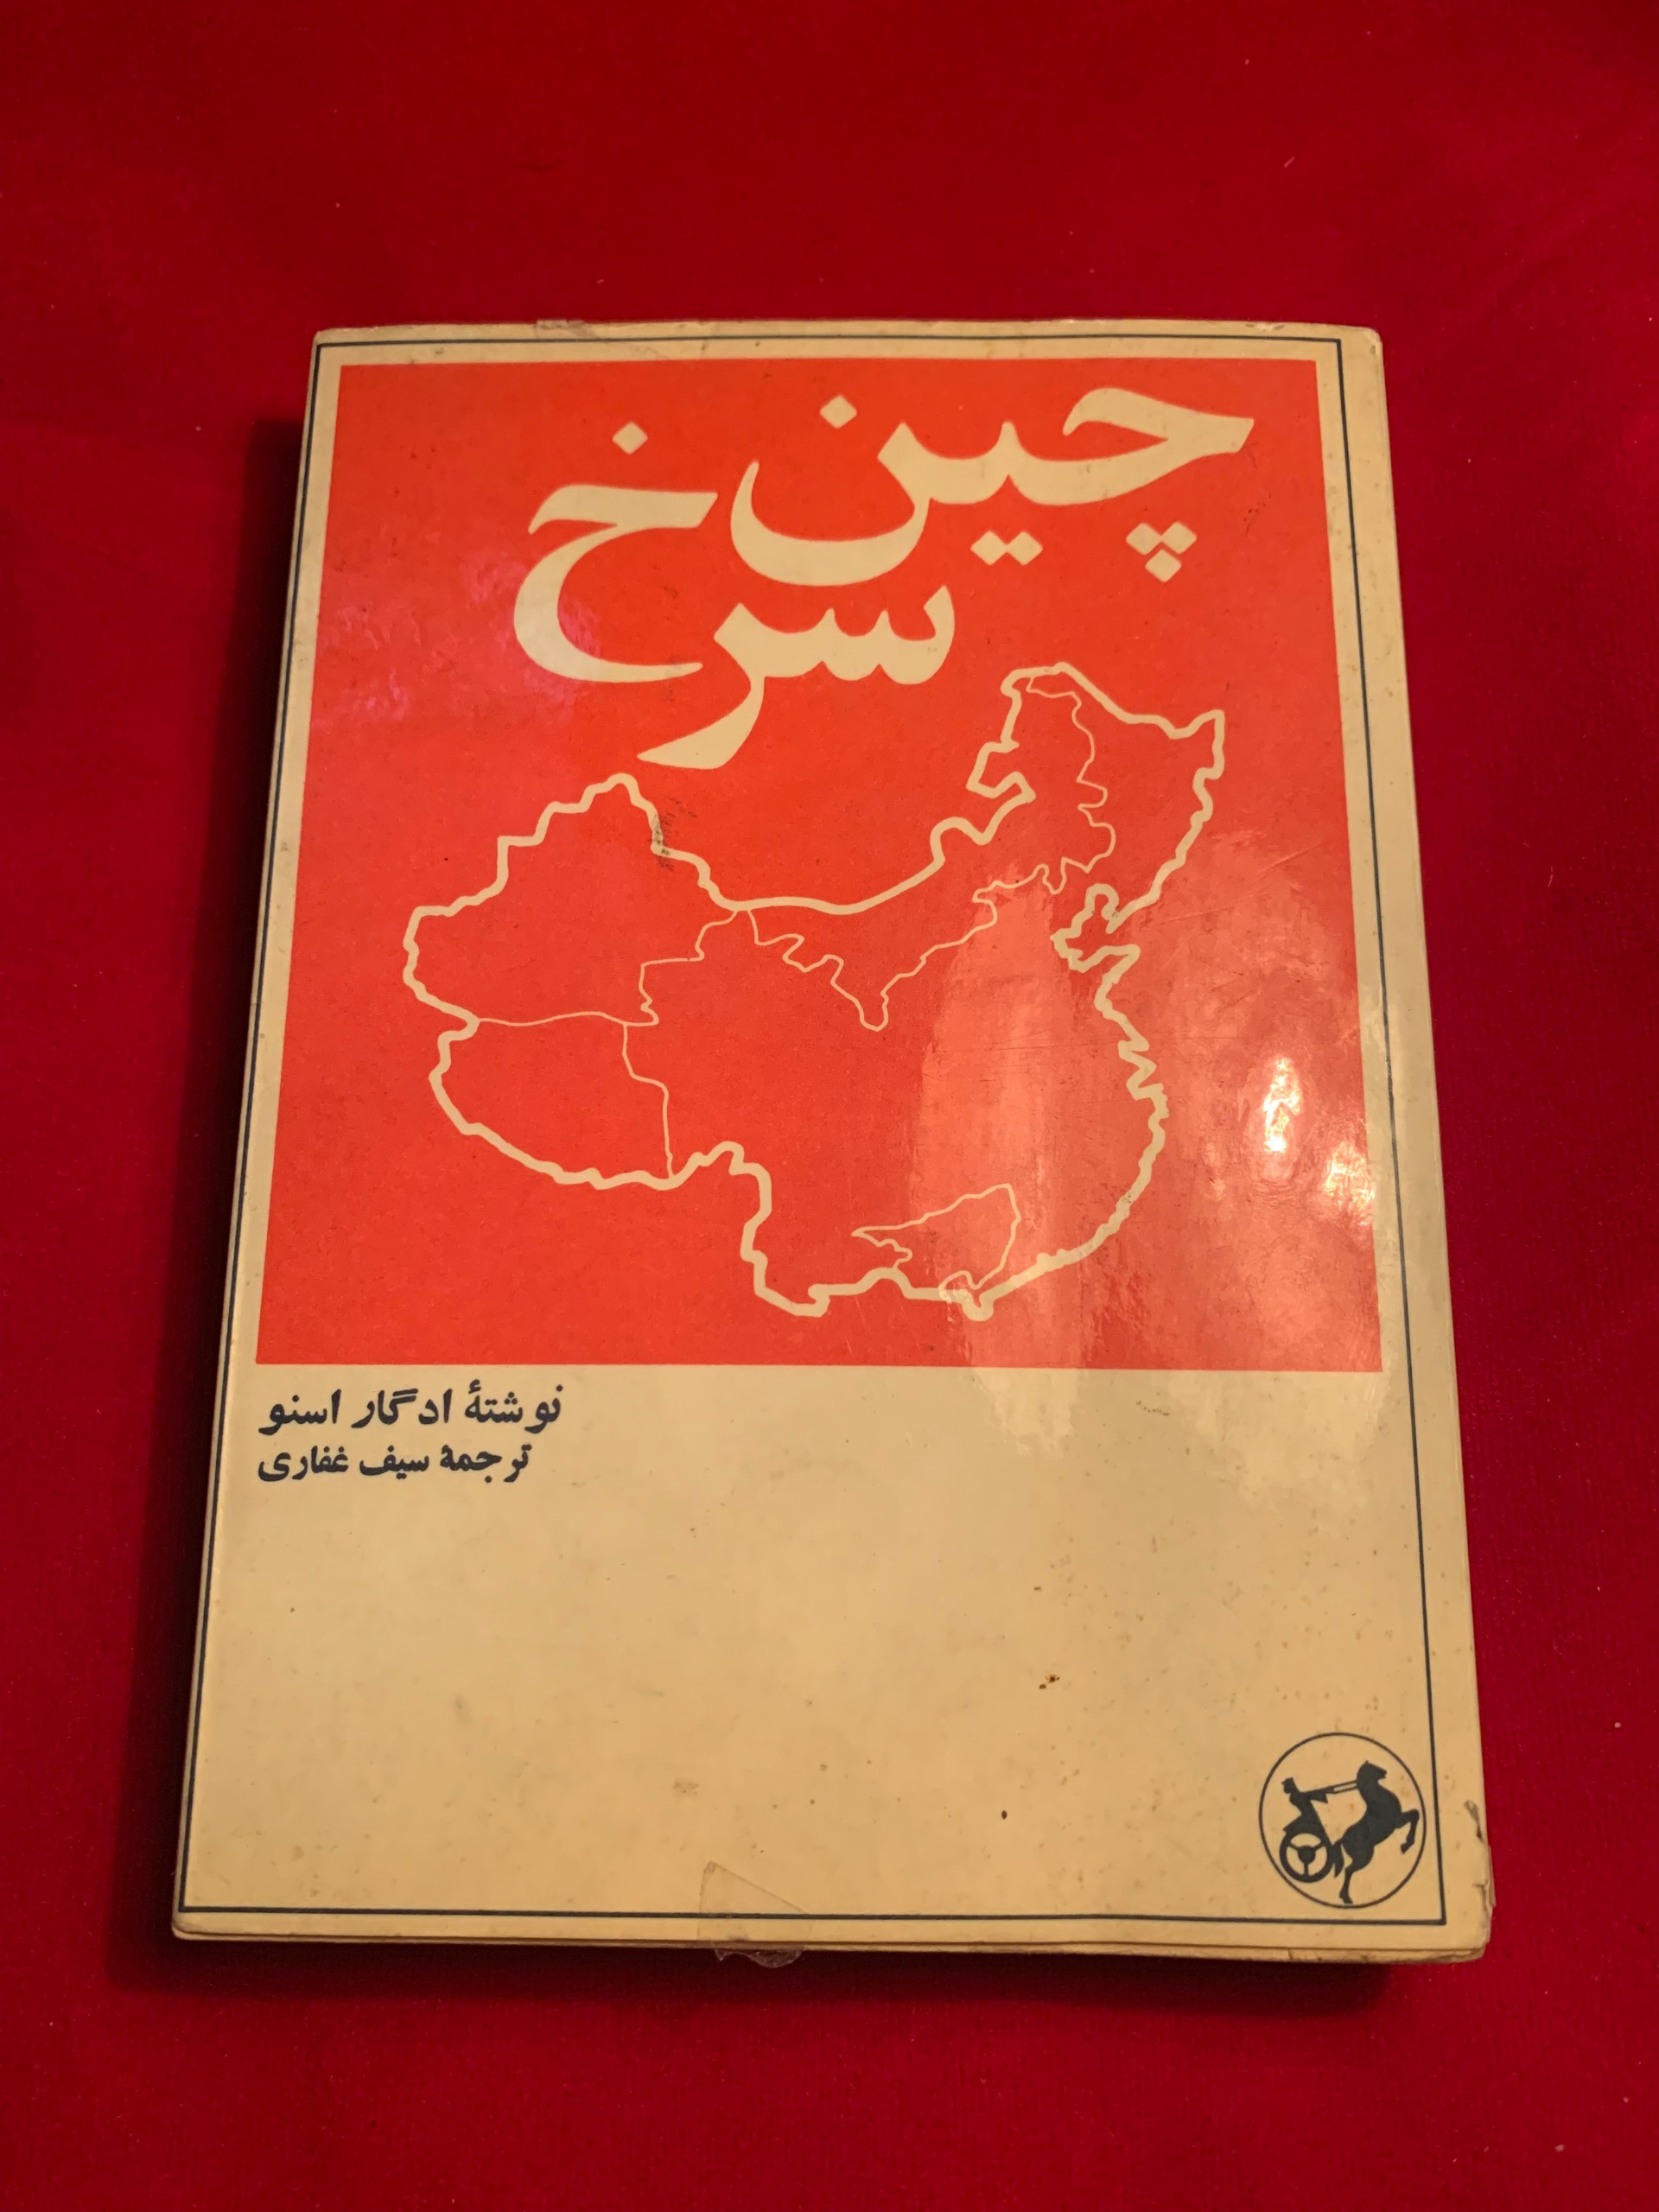 چین
سرخ
نوشتهٔ ادگار اسنو
ترجمهٔ سیف غفاری